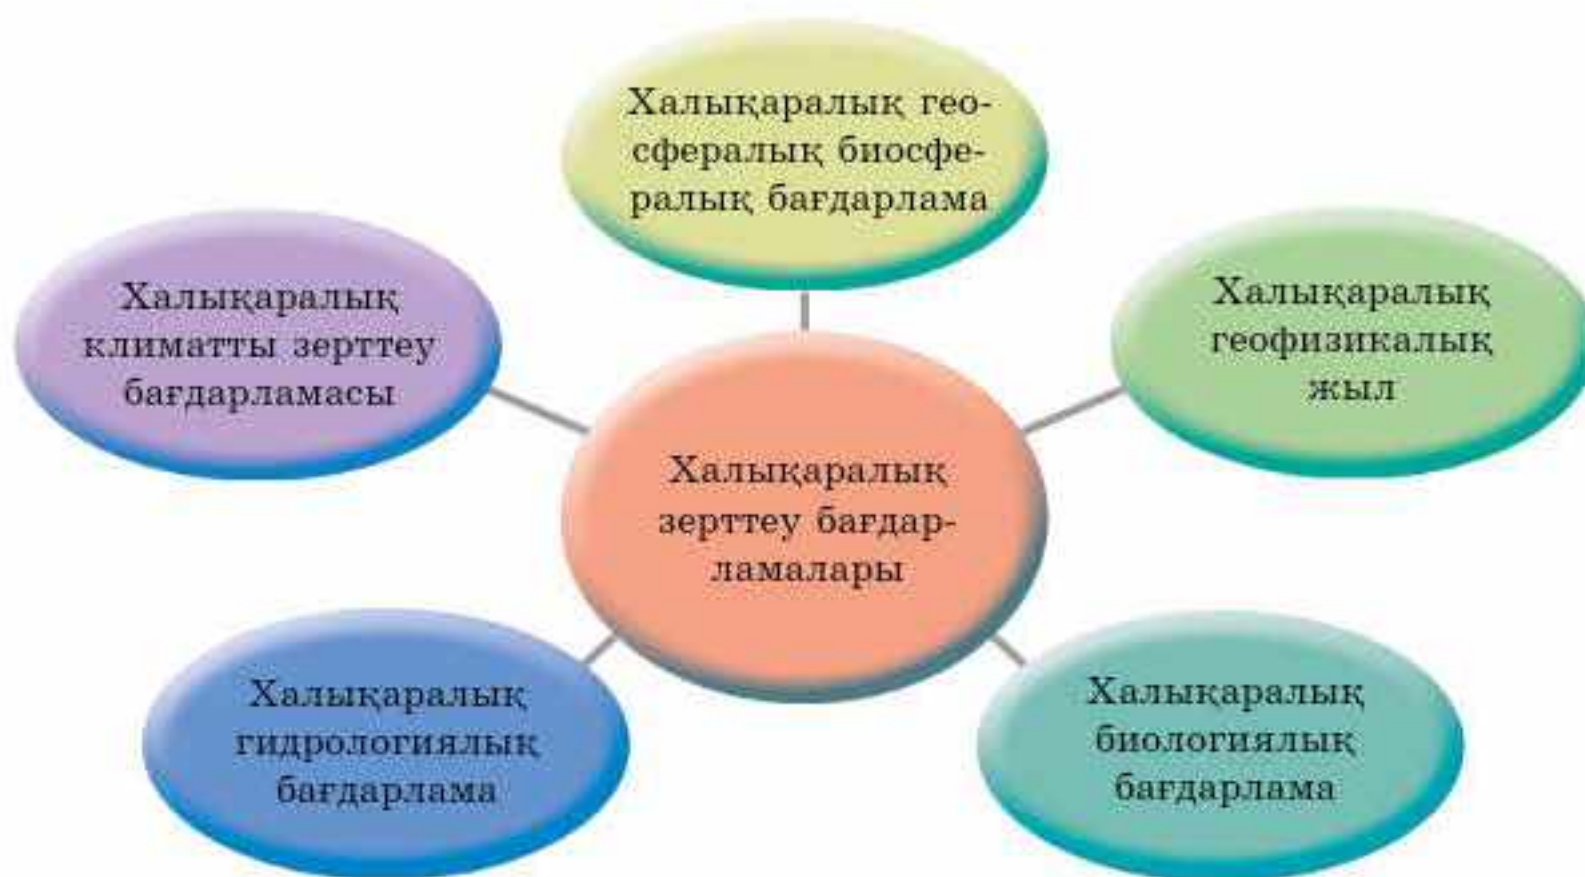 Халықаралық гео-
сфералық биосфе-
ралық бағдарлама
Халықаралық
климатты зерттеу
бағдарламасы
Халықаралық
геофизикалық
жыл
Халықаралық
зерттеу бағдар-
ламалары
Халықаралық
гидрологиялық
бағдарлама
Халықаралық
биологиялық
бағдарлама